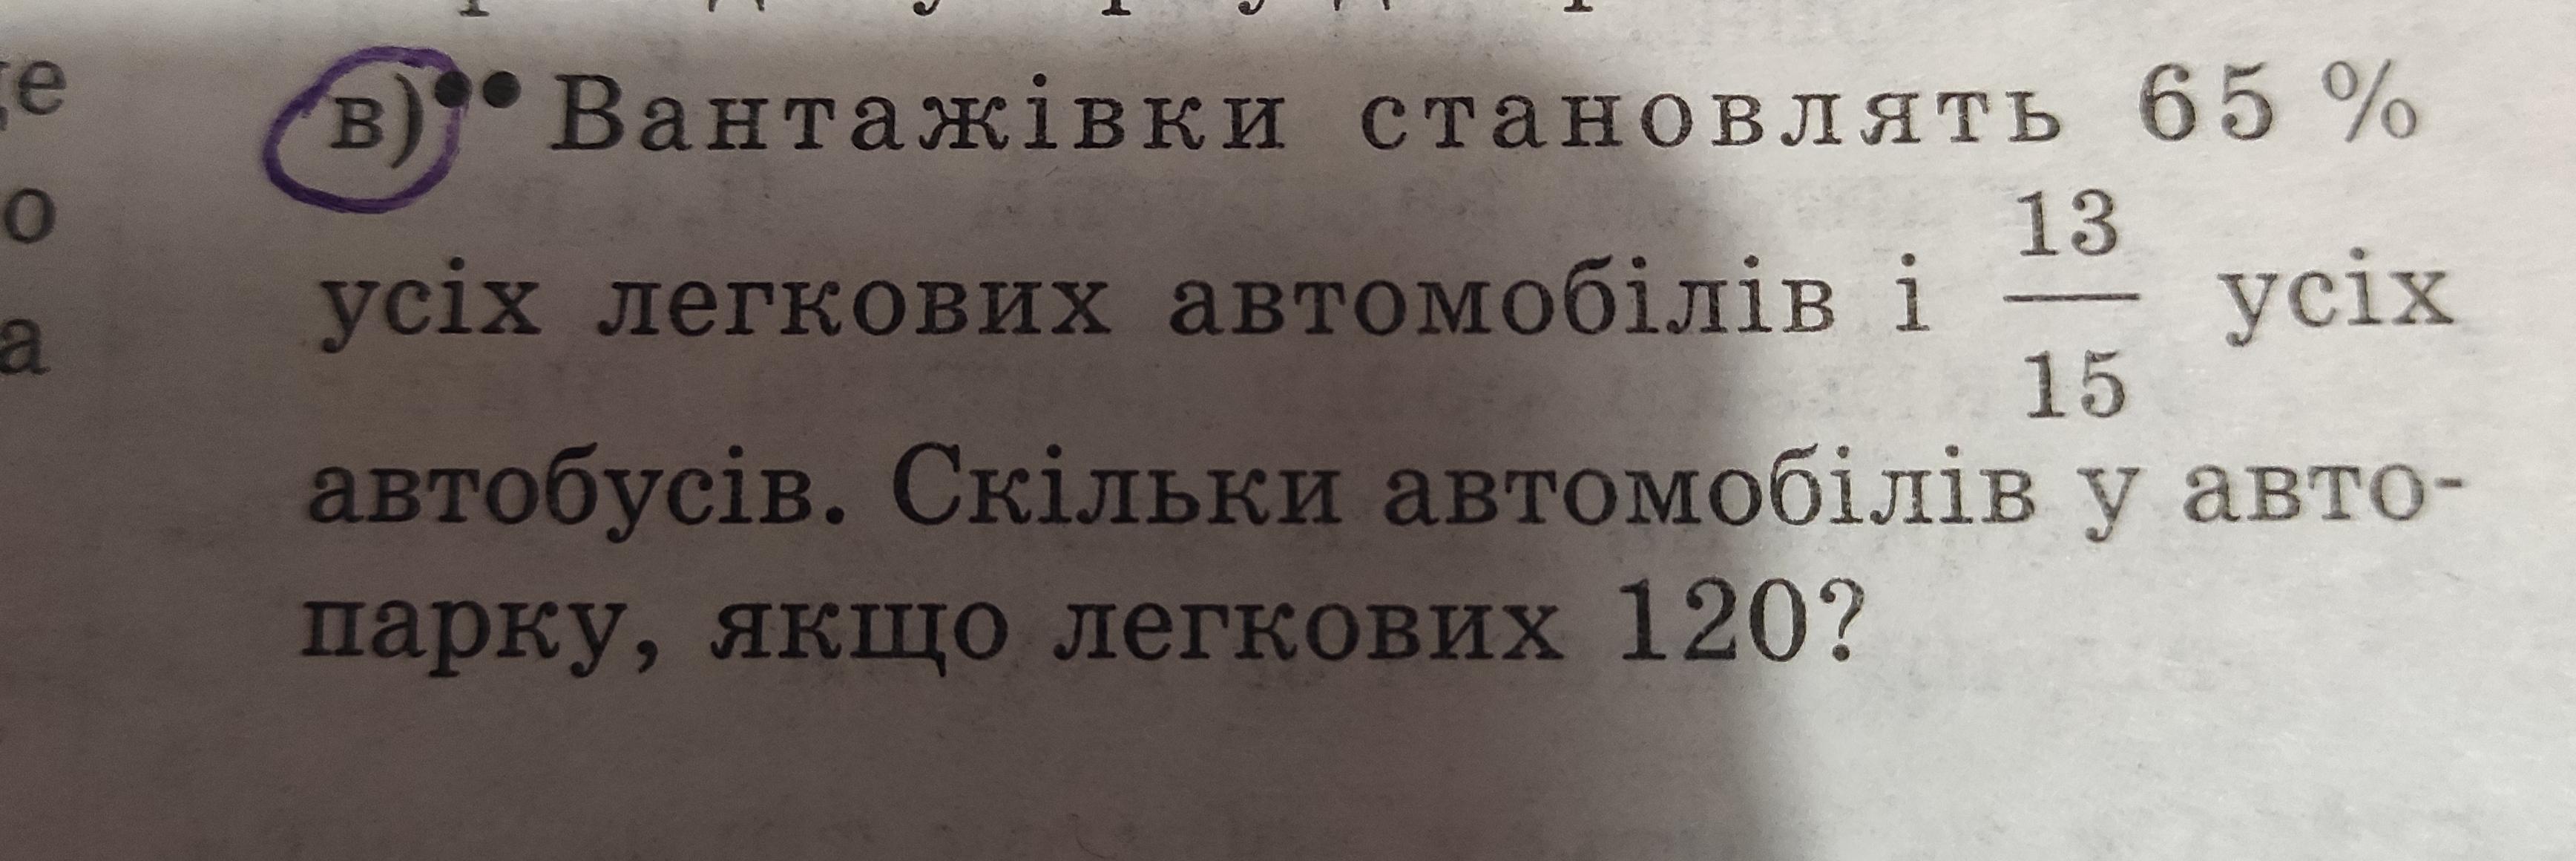 в)•• Вантажівки становлять 65 %
усіх легкових автомобілів і 13/15 усіх
автобусів. Скільки автомобілів у авто-
парку, якщо легкових 120?